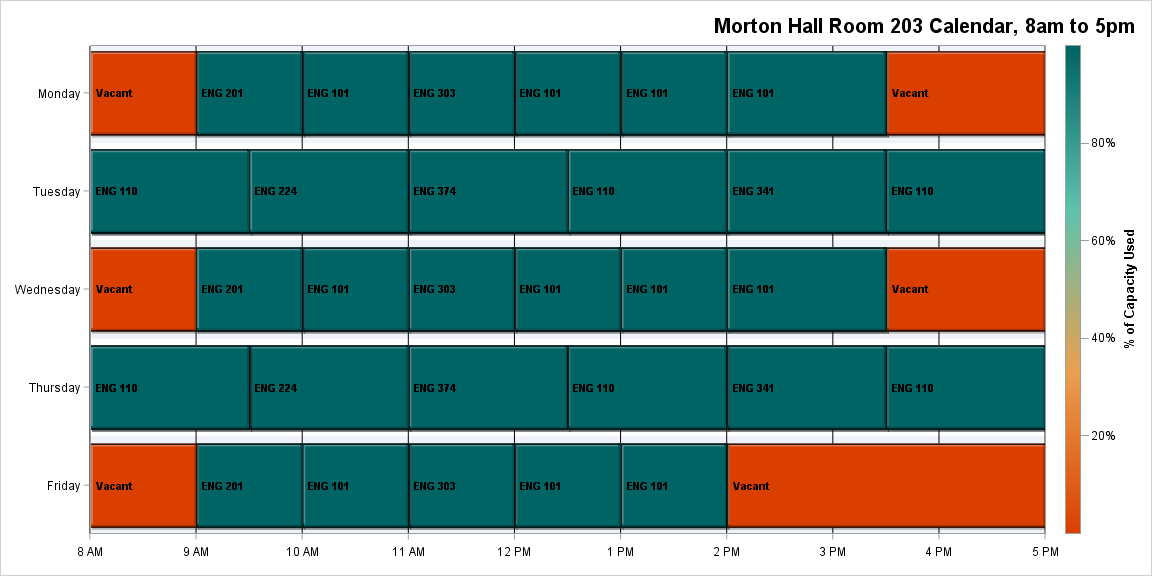 Morton Hall Room 203 Calendar, 8am to 5pm
Monday
Vacant
ENG 201
ENG 101
ENG 303
ENG 101
ENG 101
ENG 101
Vacant
Tuesday
ENG 110
ENG 224
ENG 374
ENG 110
ENG 341
ENG 110
Wednesday
Vacant
ENG 201
ENG 101
ENG 303
ENG 101
ENG 101
ENG 101
Vacant
Thursday
ENG 110
ENG 224
ENG 374
ENG 110
ENG 341
ENG 110
Friday
Vacant
ENG 201
ENG 101
ENG 303
ENG 101
ENG 101
Vacant
8 AM
9 AM
10 AM
11 AM
12 PM
1 PM
2 PM
3 PM
4 PM
5 PM
80%
60%
40%
20%
% of Capacity Used